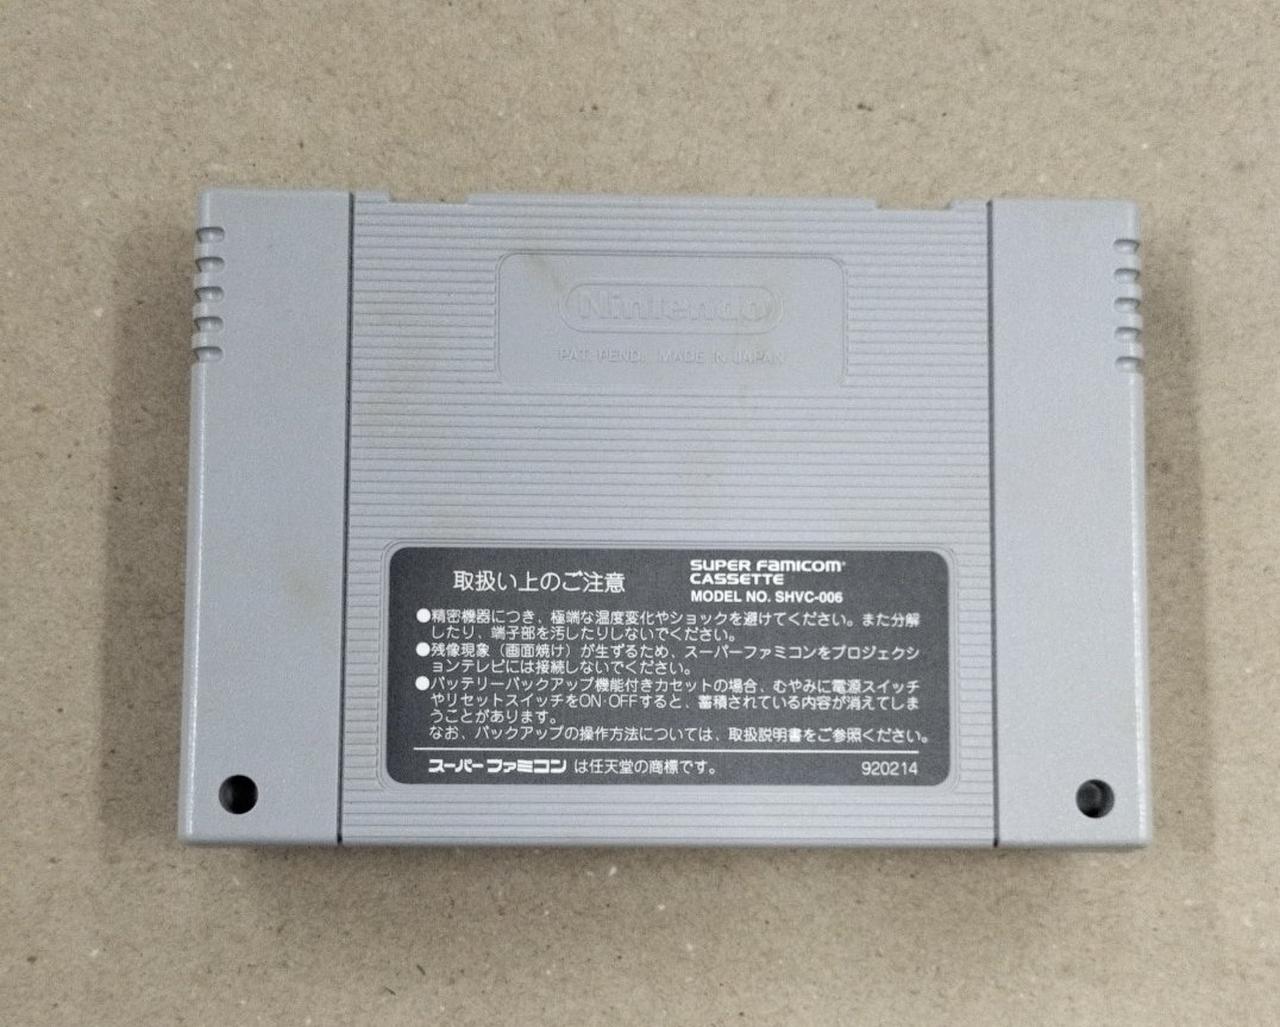 Nintendo
PAT. PEND. MADE IN JAPAN
取扱い上のご注意
SUPER FAMICOM
CASSETTE
MODEL NO. SHVC-006
●精密機器につき、極端な温度変化やショックを避けてください。また分解
したり、端子部を汚したりしないでください。
●残像現象（画面焼け）が生ずるため、スーパーファミコンをプロジェクシ
ョンテレビには接続しないでください。
●バッテリーバックアップ機能付きカセットの場合、むやみに電源スイッチ
やリセットスイッチをON·OFFすると、蓄積されている内容が消えてしま
うことがあります。
なお、バックアップの操作方法については、取扱説明書をご参照ください。
スーパーファミコン は任天堂の商標です。
920214